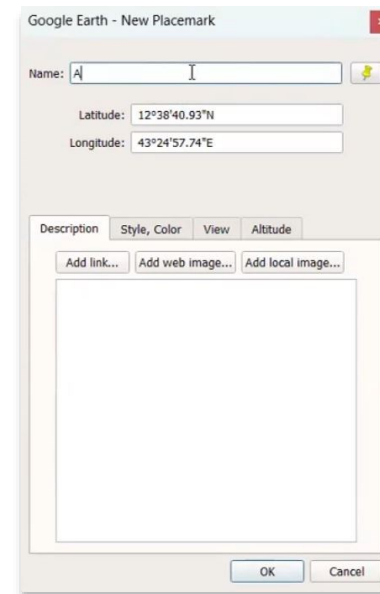 Google Earth - New Placemark
Name: A
Latitude: 12°38'40.93"N
Longitude: 43°24'57.74"E
Description Style, Color View Altitude
Add link... Add web image... Add local image...
OK Cancel